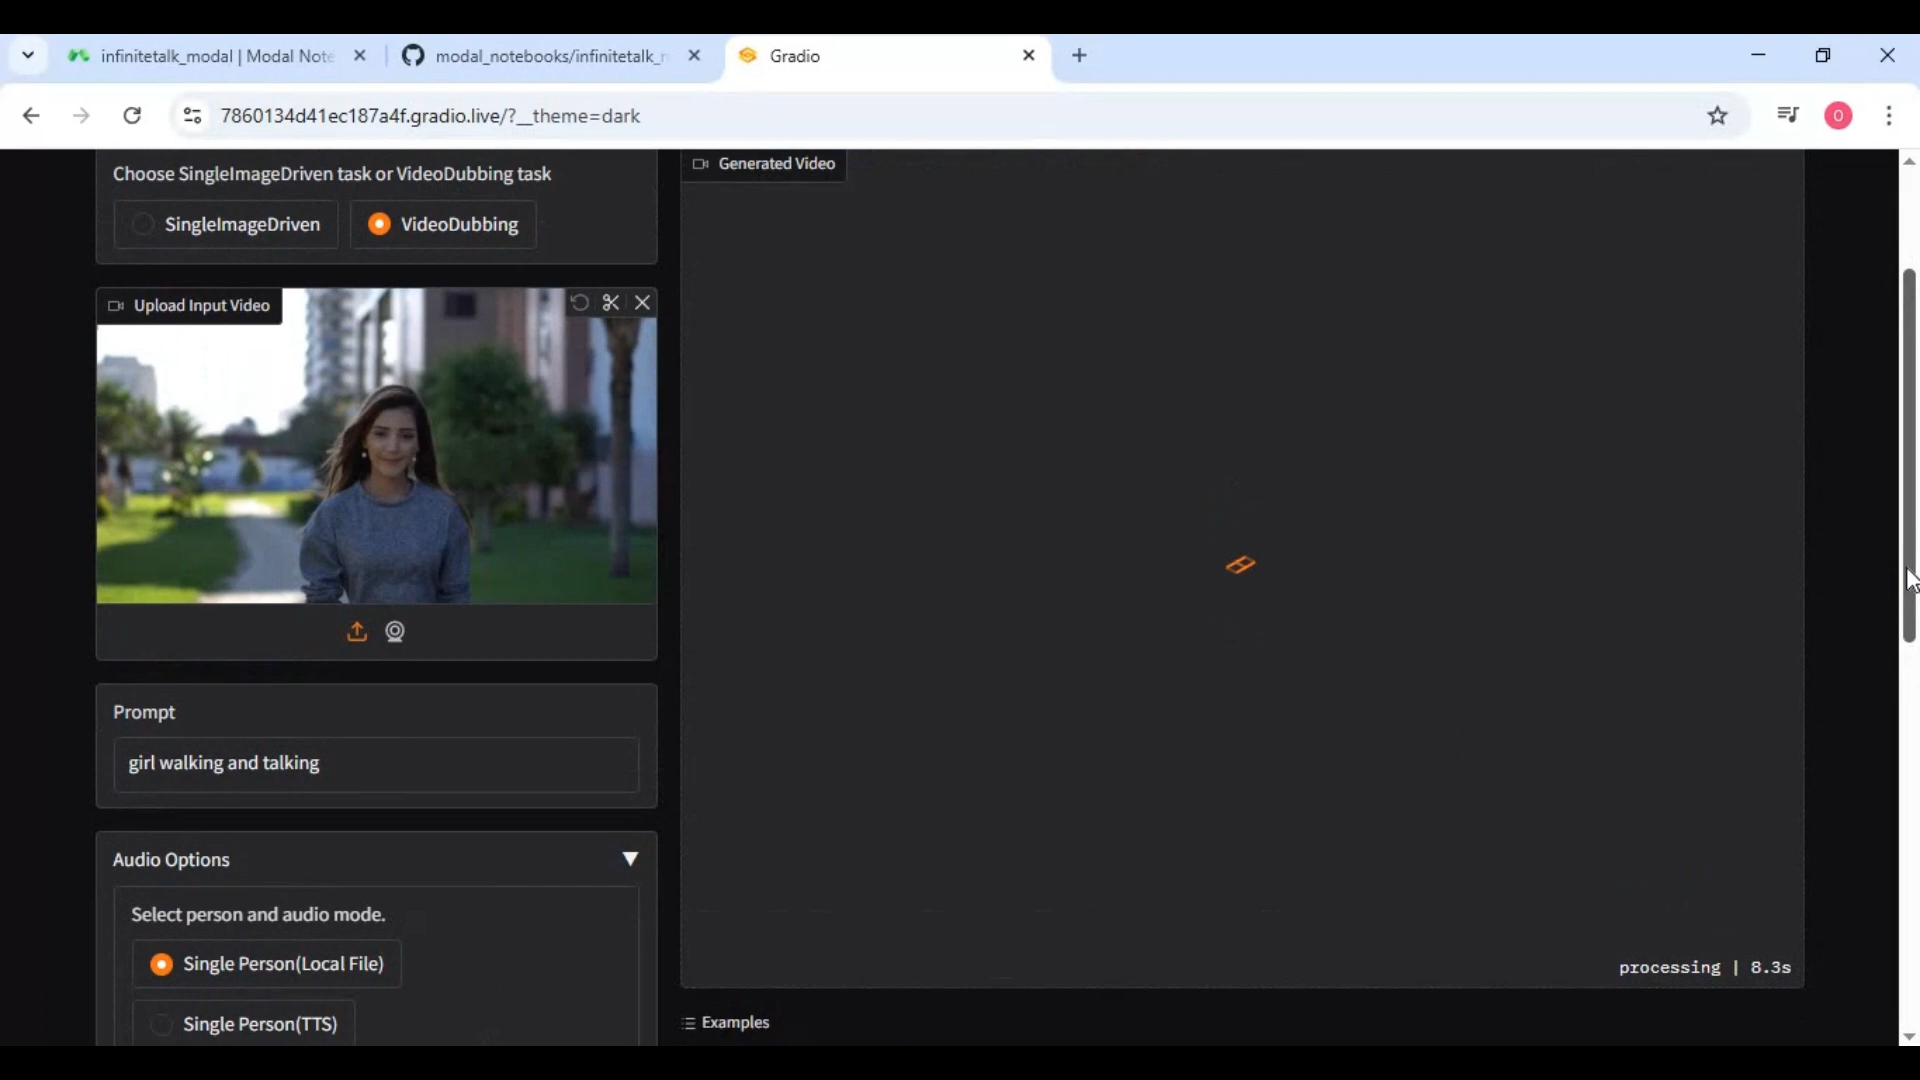 infinitetalk_modal | Modal Note
modal_notebooks/infinitetalk_
Gradio
7860134d41ec187a4f.gradio.live/?__theme=dark
O
Choose SingleImageDriven task or VideoDubbing task
SingleImageDriven
VideoDubbing
Upload Input Video
Prompt
girl walking and talking
Audio Options
Select person and audio mode.
Single Person(Local File)
Single Person(TTS)
Generated Video
processing | 8.3s
Examples